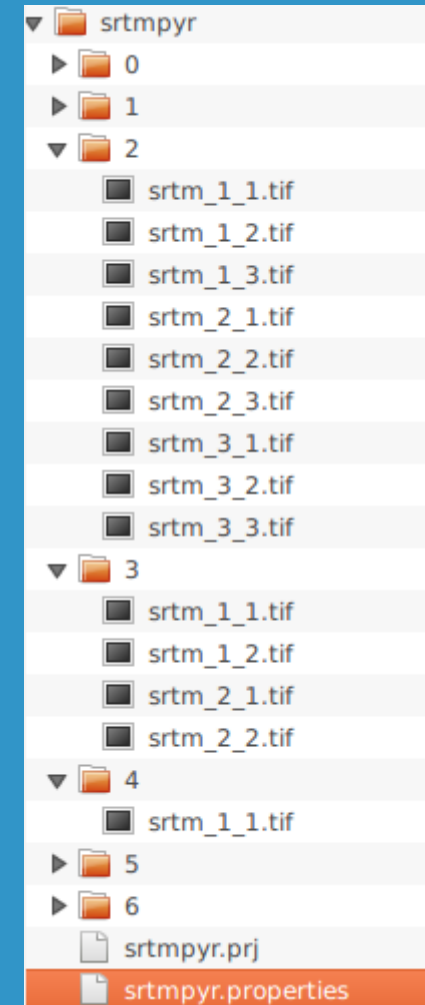 srtmpyr
0
1
2
srtm_1_1.tif
srtm_1_2.tif
srtm_1_3.tif
srtm_2_1.tif
srtm_2_2.tif
srtm_2_3.tif
srtm_3_1.tif
srtm_3_2.tif
srtm_3_3.tif
3
srtm_1_1.tif
srtm_1_2.tif
srtm_2_1.tif
srtm_2_2.tif
4
srtm_1_1.tif
5
6
srtmpyr.prj
srtmpyr.properties